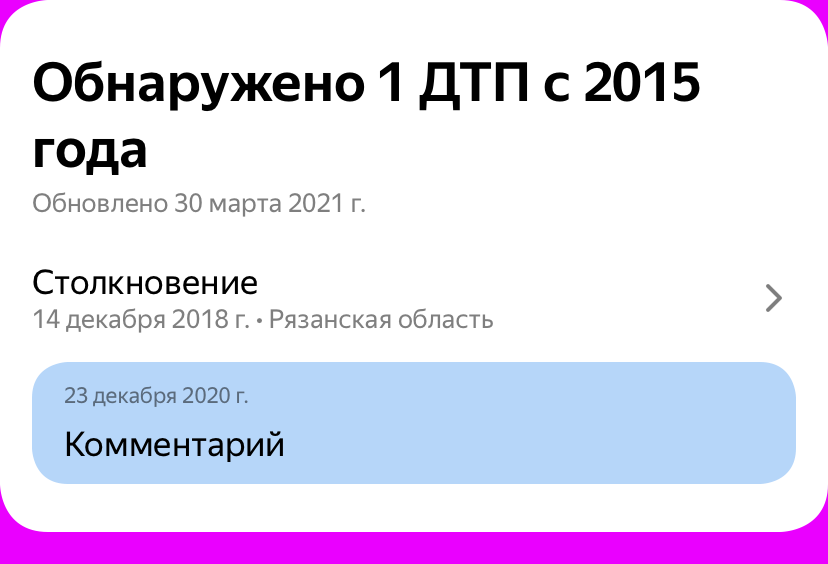 Обнаружено 1 ДТП с 2015
года
Обновлено 30 марта 2021 г.
Столкновение
14 декабря 2018 г. • Рязанская область
23 декабря 2020 г.
Комментарий